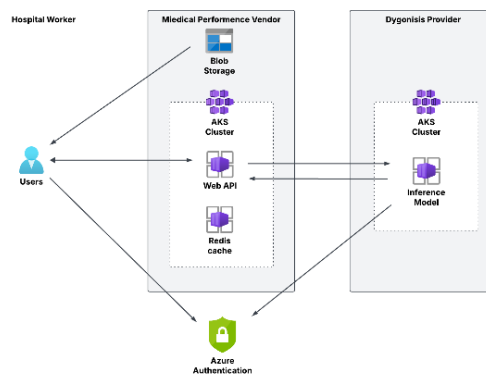 Hospital Worker
Miedical Performence Vendor
Dygonisis Provider
Blob
Storage
AKS
Cluster
AKS
Cluster
Users
Web API
Inference
Model
Redis
cache
Azure
Authentication